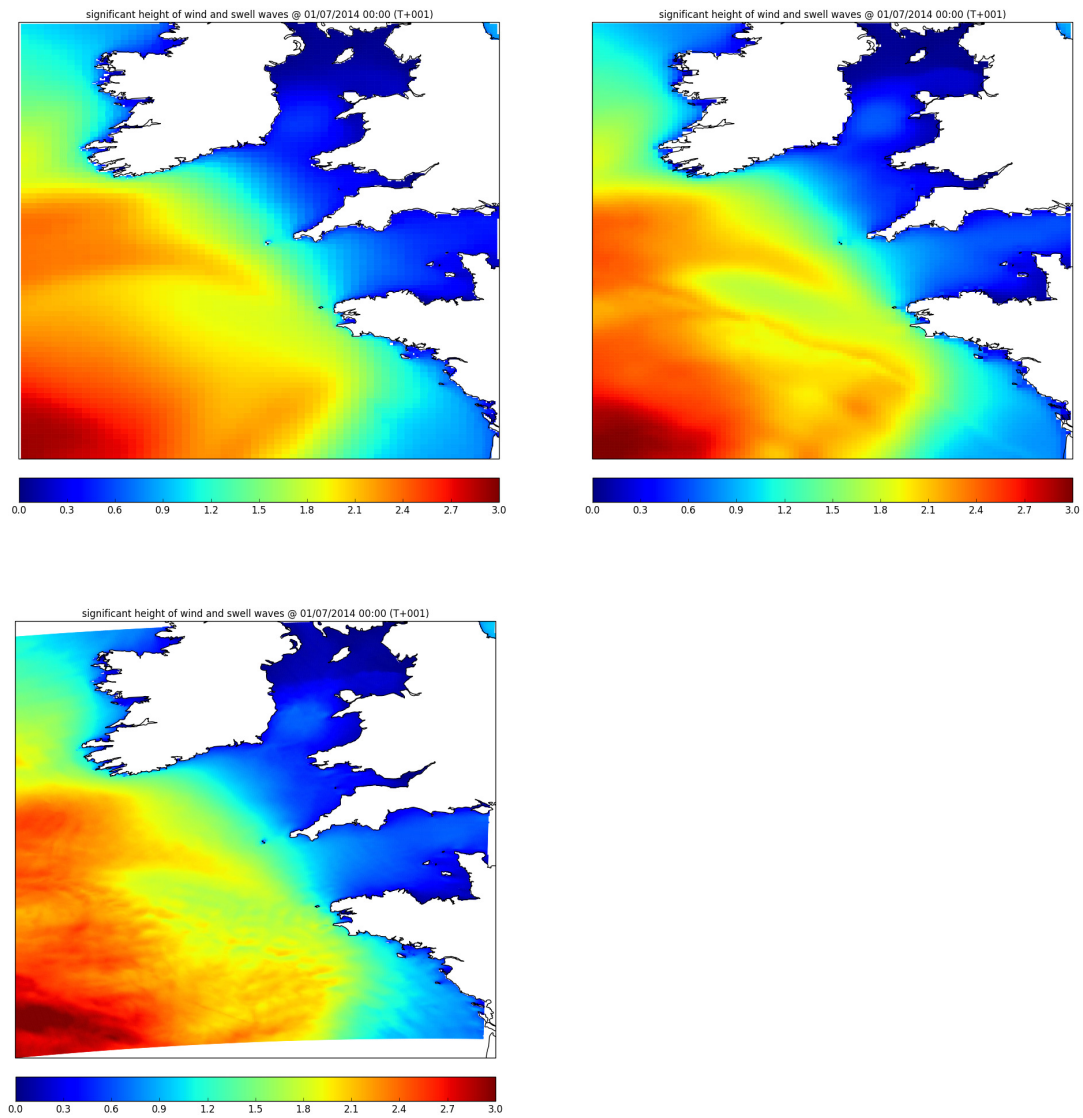 significant height of wind and swell waves @ 01/07/2014 00:00 (T+001)
0.0 0.3 0.6 0.9 1.2 1.5 1.8 2.1 2.4 2.7 3.0
significant height of wind and swell waves @ 01/07/2014 00:00 (T+001)
0.0 0.3 0.6 0.9 1.2 1.5 1.8 2.1 2.4 2.7 3.0
significant height of wind and swell waves @ 01/07/2014 00:00 (T+001)
0.0 0.3 0.6 0.9 1.2 1.5 1.8 2.1 2.4 2.7 3.0